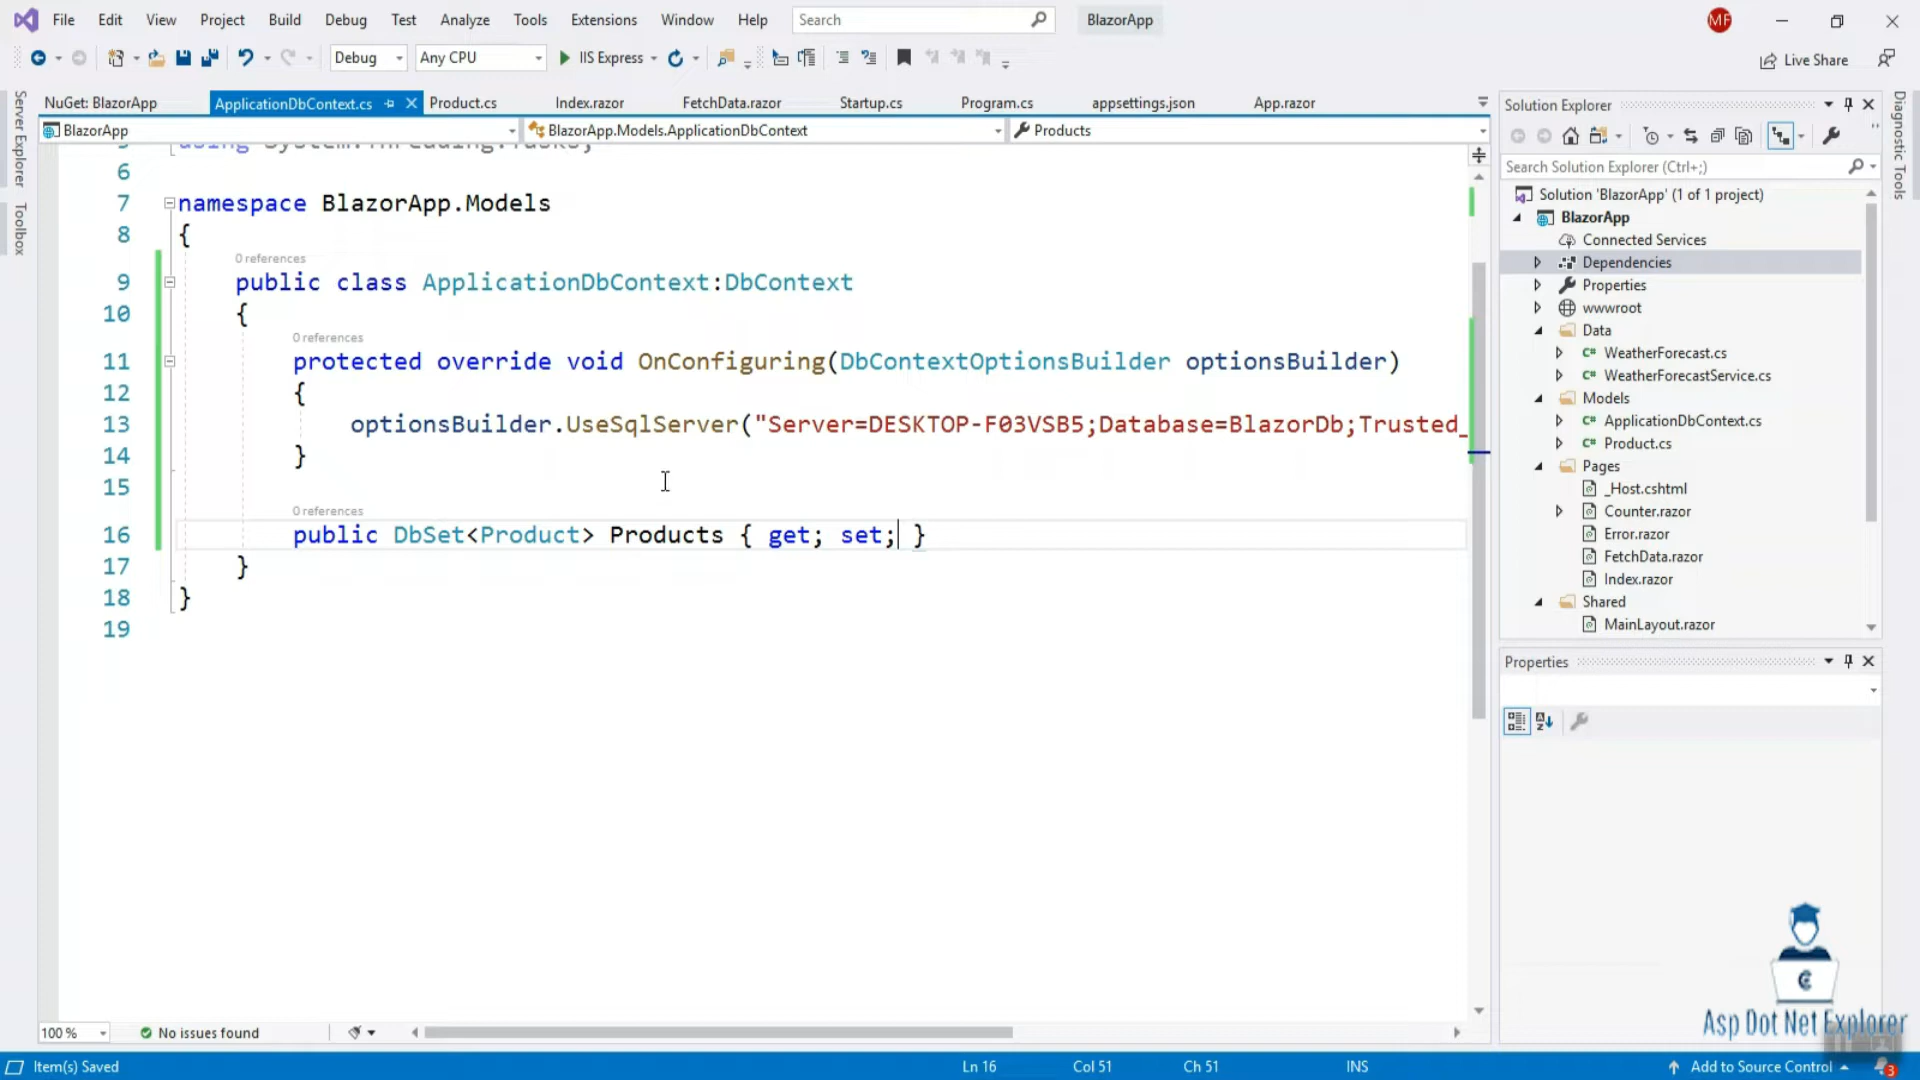 File Edit View Project Build Debug Test Analyze Tools Extensions Window Help Search BlazorApp MF
Debug Any CPU IIS Express Live Share
NuGet: BlazorApp ApplicationDbContext.cs Product.cs Index.razor FetchData.razor Startup.cs Program.cs appsettings.json App.razor
BlazorApp BlazorApp.Models.ApplicationDbContext Products
Server Explorer
Toolbox
5 using System.Threading.Tasks;
6
7 namespace BlazorApp.Models
8 {
0 references
9 public class ApplicationDbContext:DbContext
10 {
0 references
11 protected override void OnConfiguring(DbContextOptionsBuilder optionsBuilder)
12 {
13 optionsBuilder.UseSqlServer("Server=DESKTOP-F03VSB5;Database=BlazorDb;Trusted_
14 }
15
0 references
16 public DbSet<Product> Products { get; set; }
17 }
18 }
19
100 % No issues found
Item(s) Saved Ln 16 Col 51 Ch 51 INS Add to Source Control 3
Solution Explorer
Search Solution Explorer (Ctrl+;)
Solution 'BlazorApp' (1 of 1 project)
BlazorApp
Connected Services
Dependencies
Properties
wwwroot
Data
C# WeatherForecast.cs
C# WeatherForecastService.cs
Models
C# ApplicationDbContext.cs
C# Product.cs
Pages
_Host.cshtml
Counter.razor
Error.razor
FetchData.razor
Index.razor
Shared
MainLayout.razor
Properties
Diagnostic Tools
Asp Dot Net Explorer